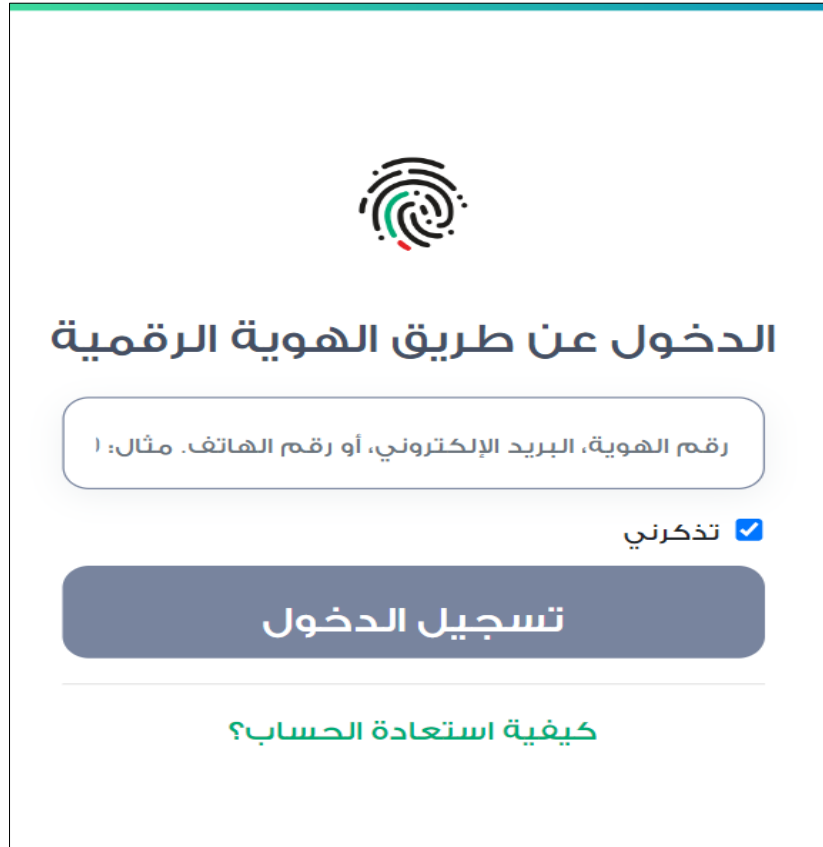 الدخول عن طريق الهوية الرقمية
رقم الهوية، البريد الإلكتروني، أو رقم الهاتف. مثال:
تذكرني
تسجيل الدخول
كيفية استعادة الحساب؟